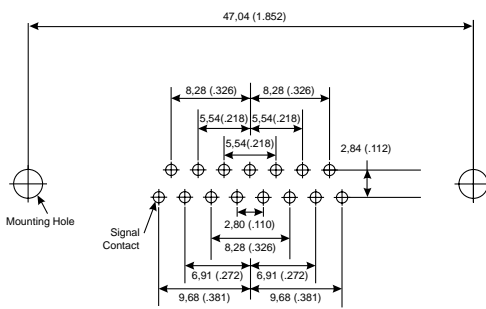 47,04 (1.852)
8,28 (.326) 8,28 (.326)
5,54(.218) 5,54(.218)
5,54(.218)
2,84 (.112)
Mounting Hole
Signal
Contact
2,80 (.110)
8,28 (.326)
6,91 (.272) 6,91 (.272)
9,68 (.381) 9,68 (.381)